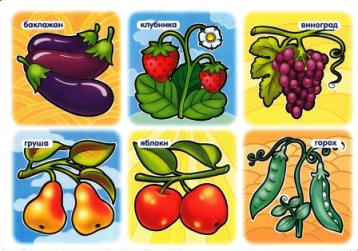 баклажан
клубника
виноград
груша
яблоки
горох